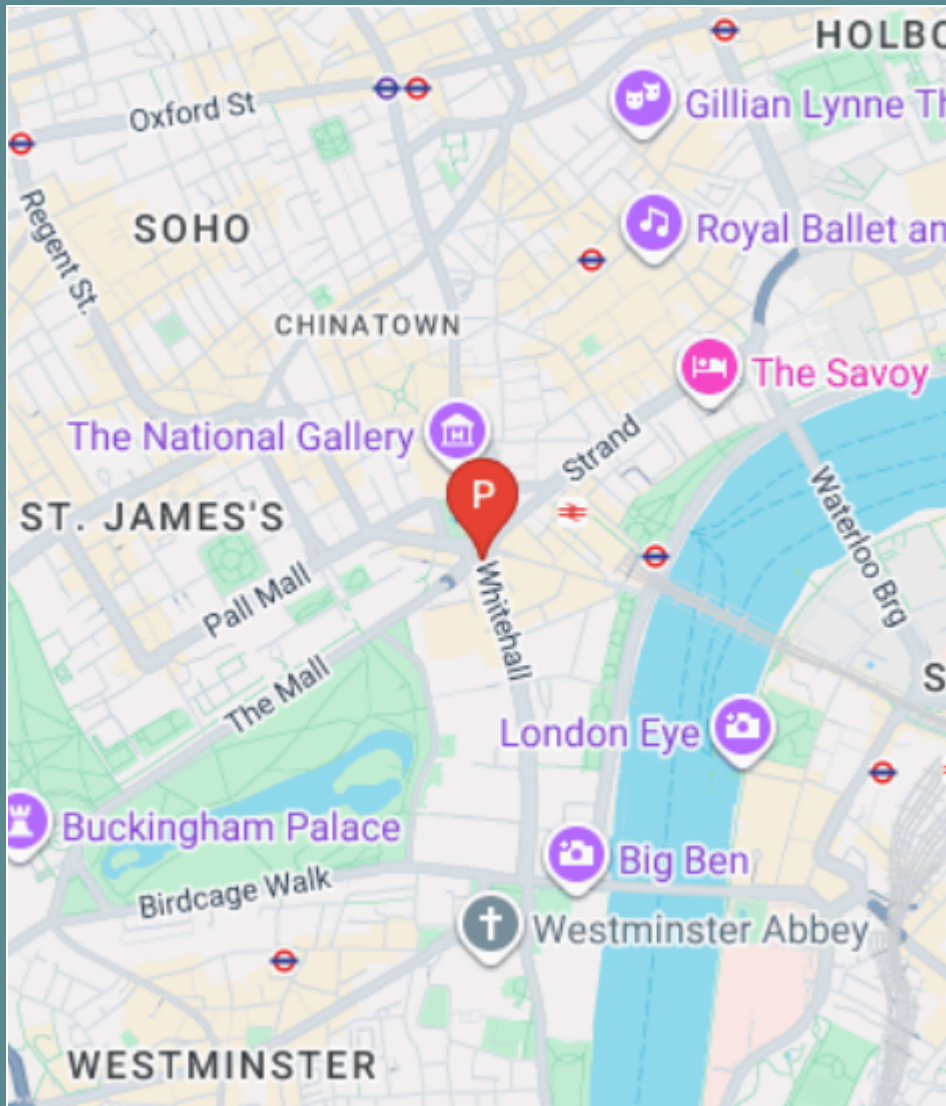 HOLBO
Oxford St
Gillian Lynne Th
Regent St.
SOHO
Royal Ballet an
CHINATOWN
The Savoy
The National Gallery
Strand
P
ST. JAMES'S
Waterloo Brg
Pall Mall
Whitehall
The Mall
S
London Eye
Buckingham Palace
Big Ben
Birdcage Walk
Westminster Abbey
WESTMINSTER